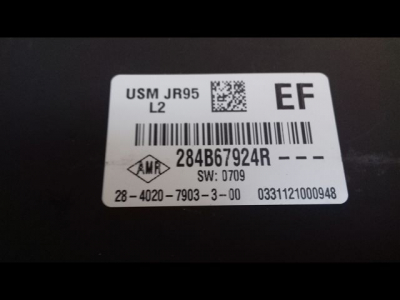 USM JR95 EF
L2
AMR 284B67924R---
SW: 0709
28-4020-7903-3-00 0331121000948